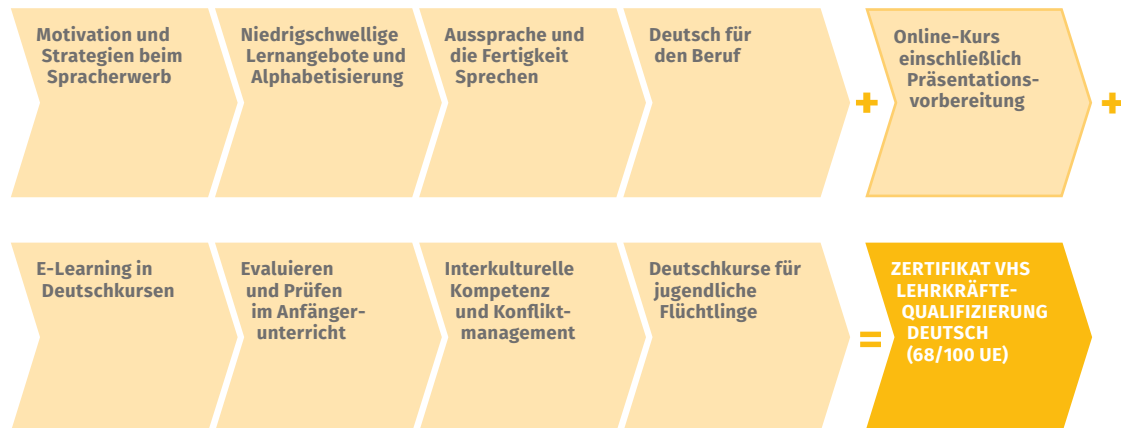 Motivation und
Strategien beim
Spracherwerb
Niedrigschwellige
Lernangebote und
Alphabetisierung
Aussprache und
die Fertigkeit
Sprechen
Deutsch für
den Beruf
+
Online-Kurs
einschließlich
Präsentations-
vorbereitung
+
E-Learning in
Deutschkursen
Evaluieren
und Prüfen
im Anfänger-
unterricht
Interkulturelle
Kompetenz
und Konflikt-
management
Deutschkurse für
jugendliche
Flüchtlinge
=
ZERTIFIKAT VHS
LEHRKRÄFTE-
QUALIFIZIERUNG
DEUTSCH
(68/100 UE)